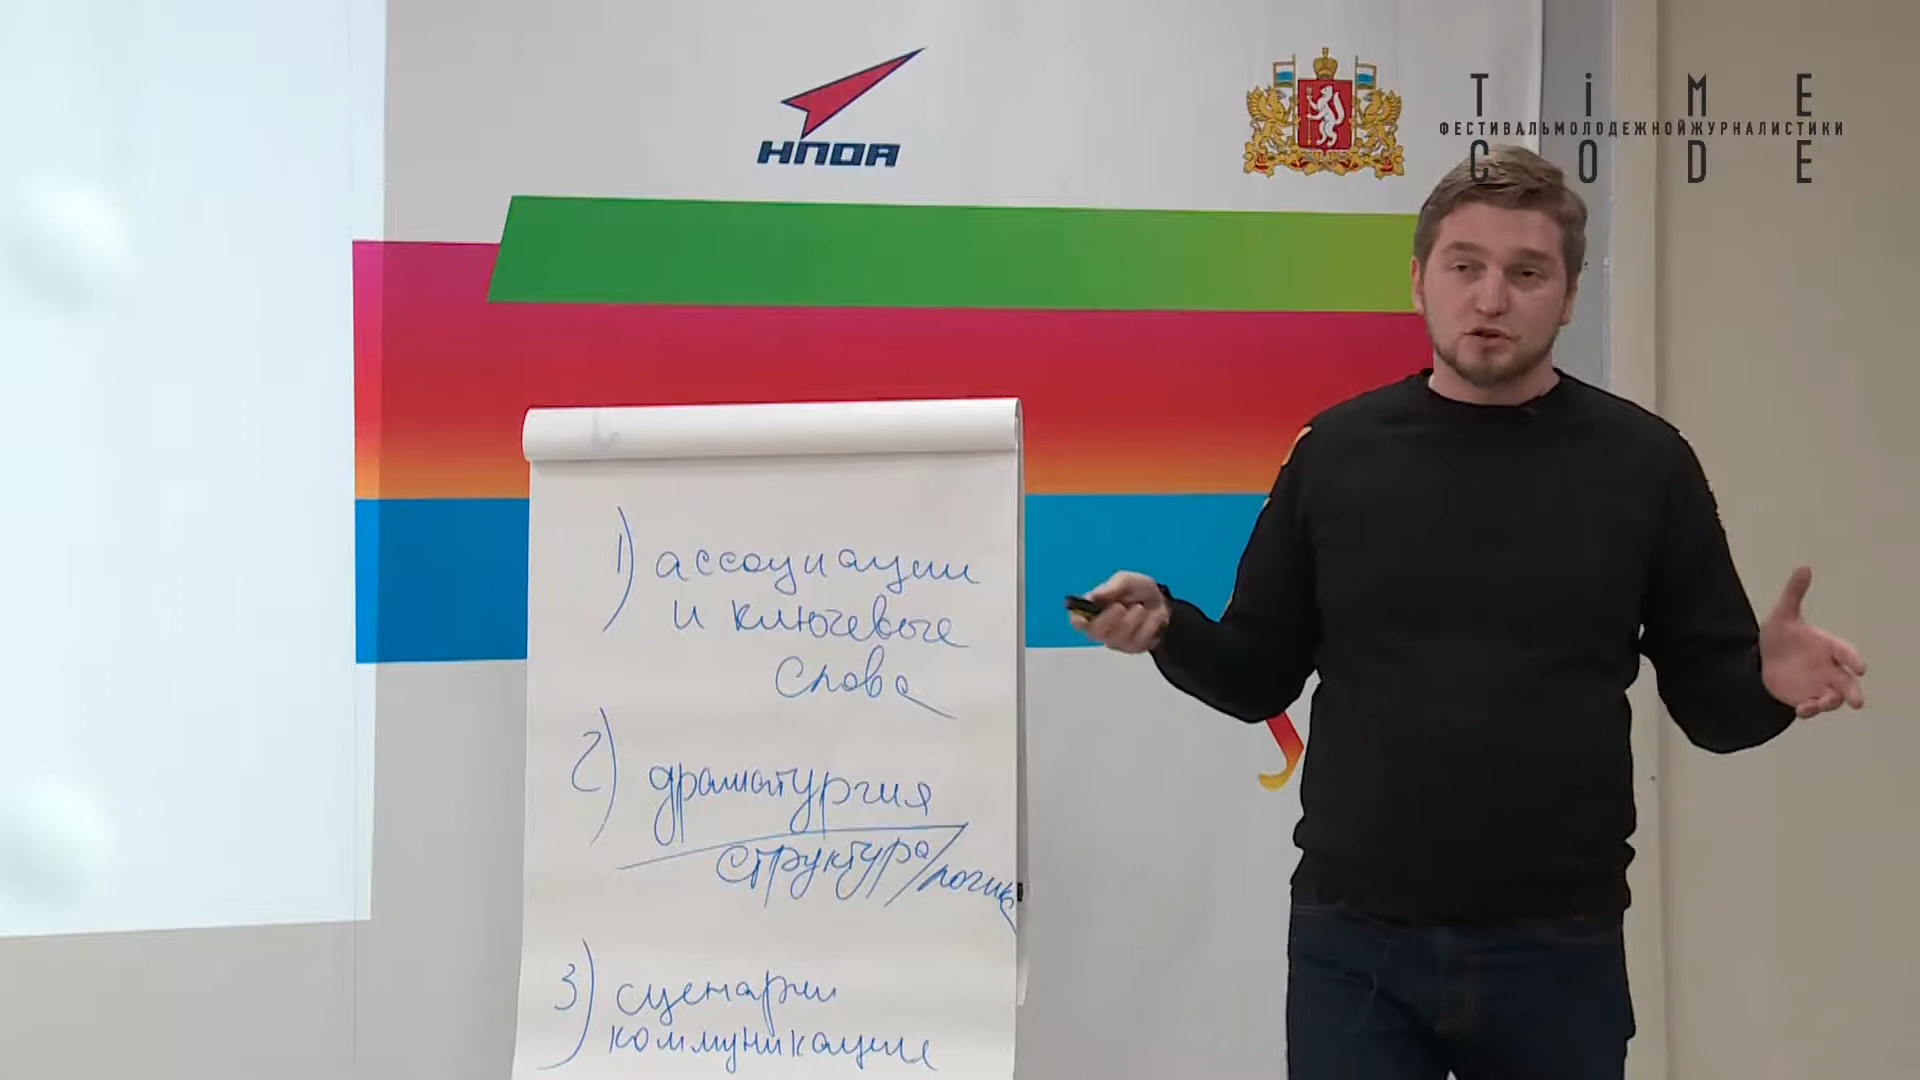 НПОА
TiME
ФЕСТИВАЛЬМОЛОДЕЖНОЙЖУРНАЛИСТИКИ
CODE
1) ассоциации
и ключевые
слова
2) драматургия
структура/логика
3) сценарии
коммуникации